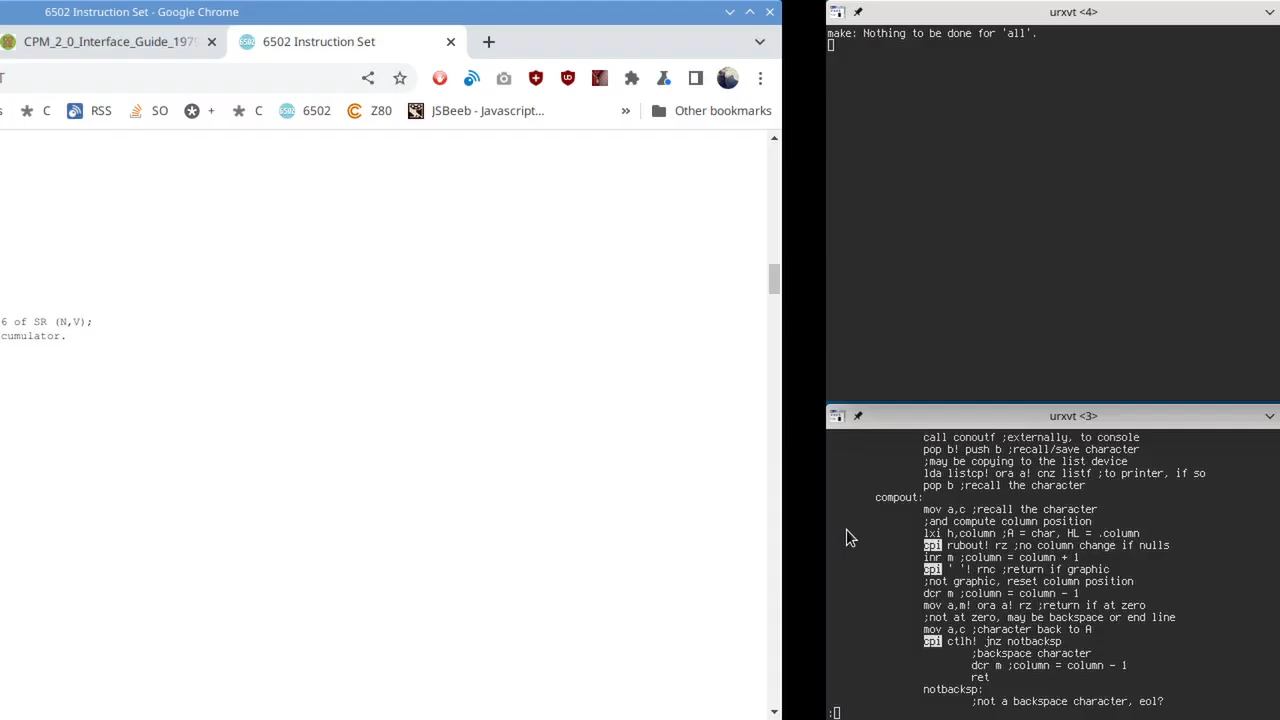 6502 Instruction Set - Google Chrome
CPM_2_0_Interface_Guide_1979
6502 Instruction Set
T
s
C
RSS
SO
+
C
6502
Z80
JSBeeb - Javascript...
»
Other bookmarks
6 of SR (N,V);
cumulator.
urxvt <4>
make: Nothing to be done for 'all'.
urxvt <3>
call conoutf ;externally, to console
pop b! push b ;recall/save character
;may be copying to the list device
lda listcp! ora a! cnz listf ;to printer, if so
pop b ;recall the character
compout:
mov a,c ;recall the character
;and compute column position
lxi h,column ;A = char, HL = .column
cpi rubout! rz ;no column change if nulls
inr m ;column = column + 1
cpi ' '! rnc ;return if graphic
;not graphic, reset column position
dcr m ;column = column - 1
mov a,m! ora a! rz ;return if at zero
;not at zero, may be backspace or end line
mov a,c ;character back to A
cpi ctlh! jnz notbacksp
;backspace character
dcr m ;column = column - 1
ret
notbacksp:
;not a backspace character, eol?
: